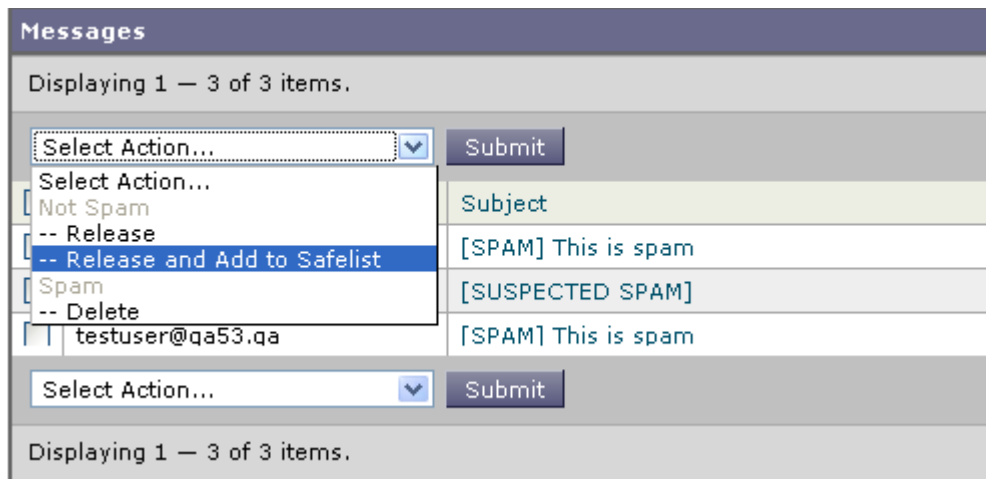 Messages
Displaying 1 — 3 of 3 items.
Select Action... Submit
Select Action...
Not Spam
-- Release
-- Release and Add to Safelist
Spam
-- Delete
Subject
[SPAM] This is spam
[SUSPECTED SPAM]
testuser@qa53.qa [SPAM] This is spam
Select Action... Submit
Displaying 1 — 3 of 3 items.